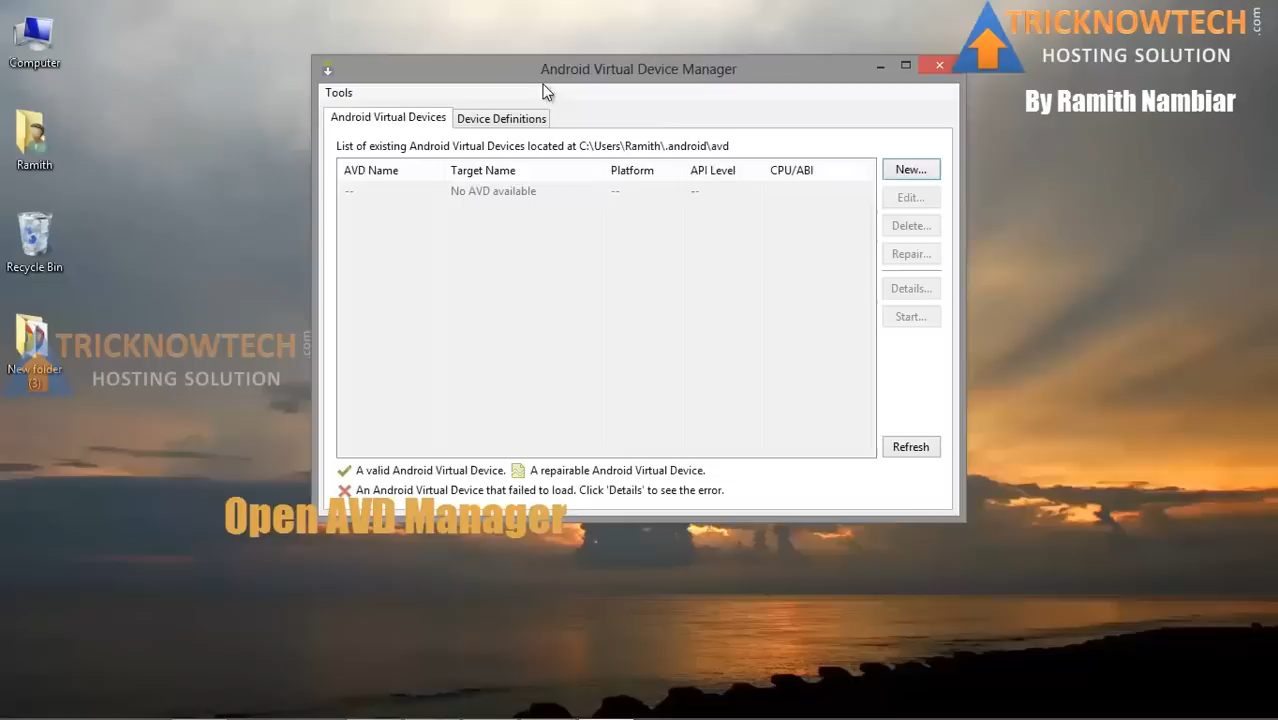 Computer
Ramith
Recycle Bin
New folder
(3)
TRICKNOWTECH
.com
HOSTING SOLUTION
By Ramith Nambiar
TRICKNOWTECH
.com
HOSTING SOLUTION
Android Virtual Device Manager
Tools
Android Virtual Devices
Device Definitions
List of existing Android Virtual Devices located at C:\Users\Ramith\.android\avd
AVD Name Target Name Platform API Level CPU/ABI
-- No AVD available -- --
New...
Edit...
Delete...
Repair...
Details...
Start...
Refresh
A valid Android Virtual Device. A repairable Android Virtual Device.
An Android Virtual Device that failed to load. Click 'Details' to see the error.
Open AVD Manager